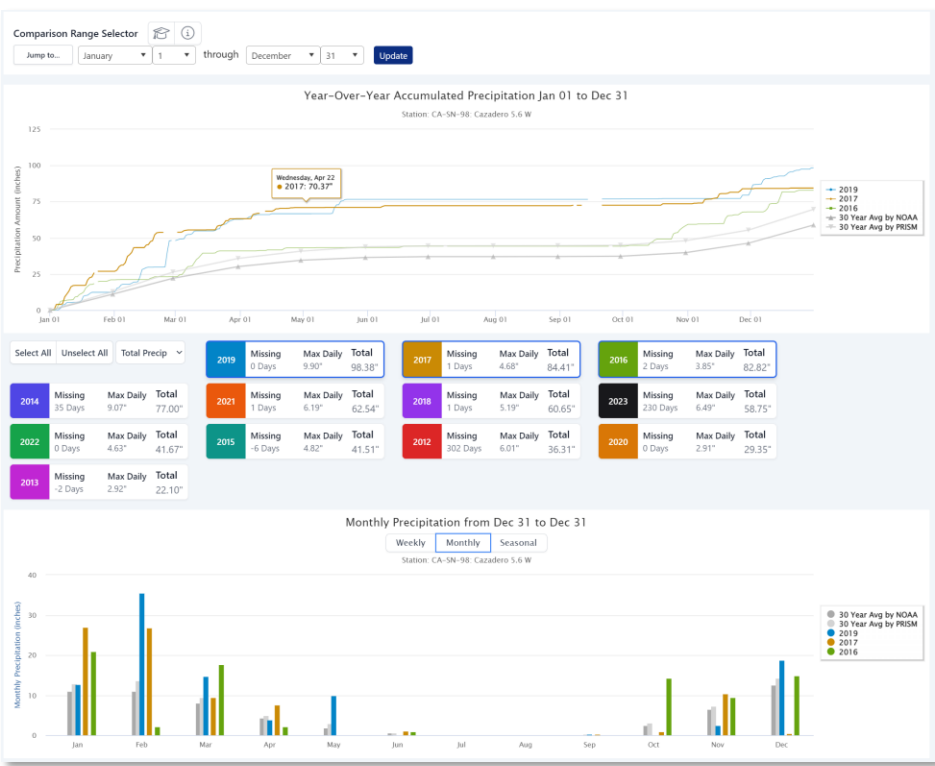 Comparison Range Selector
Jump to... January 1 through December 31 Update
Year-Over-Year Accumulated Precipitation Jan 01 to Dec 31
Station: CA-SN-98: Cazadero 5.6 W
Precipitation Amount (inches)
125
100
75
50
25
0
Wednesday, Apr 22
2017: 70.37"
Jan 01 Feb 01 Mar 01 Apr 01 May 01 Jun 01 Jul 01 Aug 01 Sep 01 Oct 01 Nov 01 Dec 01
2019
2017
2016
30 Year Avg by NOAA
30 Year Avg by PRISM
Select All Unselect All Total Precip
2019 Missing 0 Days Max Daily 9.90" Total 98.38"
2017 Missing 1 Days Max Daily 4.68" Total 84.41"
2016 Missing 2 Days Max Daily 3.85" Total 82.82"
2014 Missing 35 Days Max Daily 9.07" Total 77.00"
2021 Missing 1 Days Max Daily 6.19" Total 62.54"
2018 Missing 1 Days Max Daily 5.19" Total 60.65"
2023 Missing 230 Days Max Daily 6.49" Total 58.75"
2022 Missing 0 Days Max Daily 4.63" Total 41.67"
2015 Missing -6 Days Max Daily 4.82" Total 41.51"
2012 Missing 302 Days Max Daily 6.01" Total 36.31"
2020 Missing 0 Days Max Daily 2.91" Total 29.35"
2013 Missing -2 Days Max Daily 2.92" Total 22.10"
Monthly Precipitation from Dec 31 to Dec 31
Weekly Monthly Seasonal
Station: CA-SN-98: Cazadero 5.6 W
Monthly Precipitation (inches)
40
30
20
10
0
Jan Feb Mar Apr May Jun Jul Aug Sep Oct Nov Dec
30 Year Avg by NOAA
30 Year Avg by PRISM
2019
2017
2016